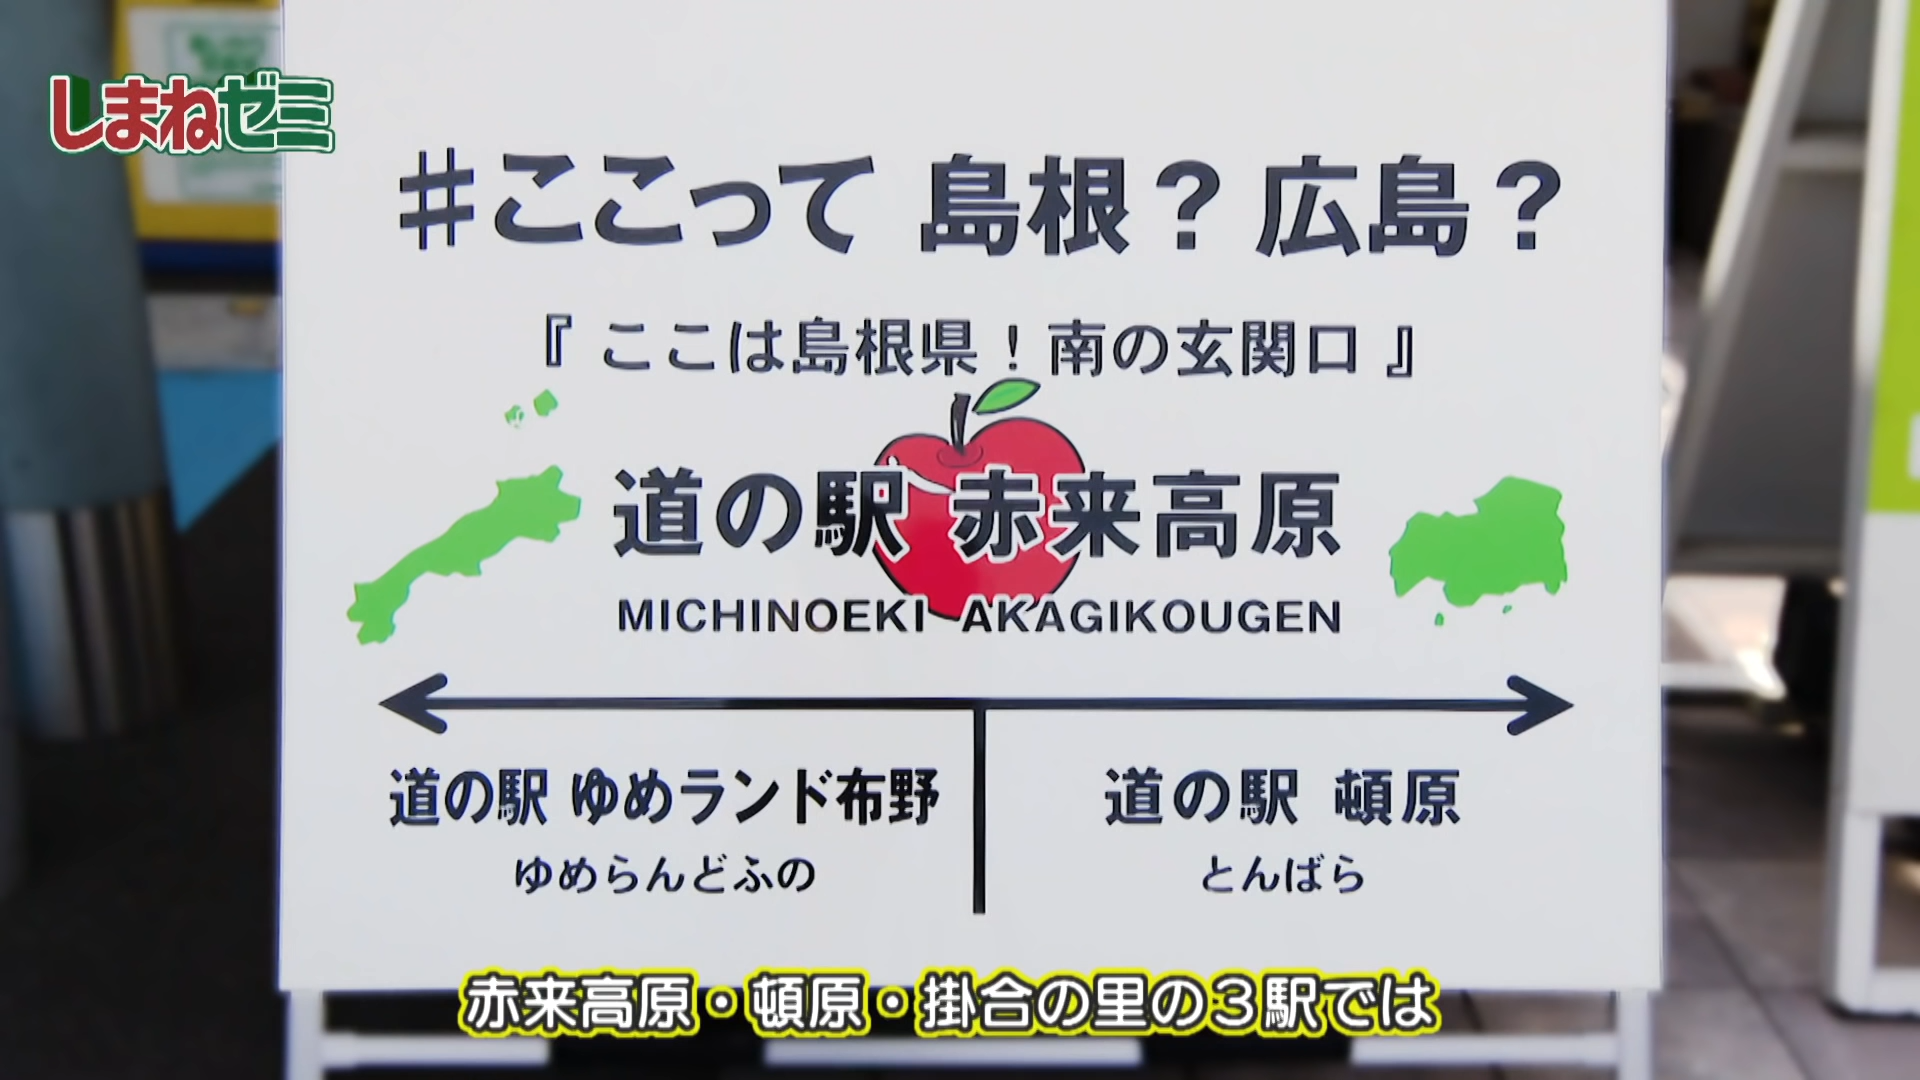 しまねゼミ
#ここって 島根？広島？
『 ここは島根県！南の玄関口 』
道の駅 赤来高原
MICHINOEKI AKAGIKOUGEN
道の駅 ゆめランド布野
ゆめらんどふの
道の駅 頓原
とんばら
赤来高原・頓原・掛合の里の３駅では